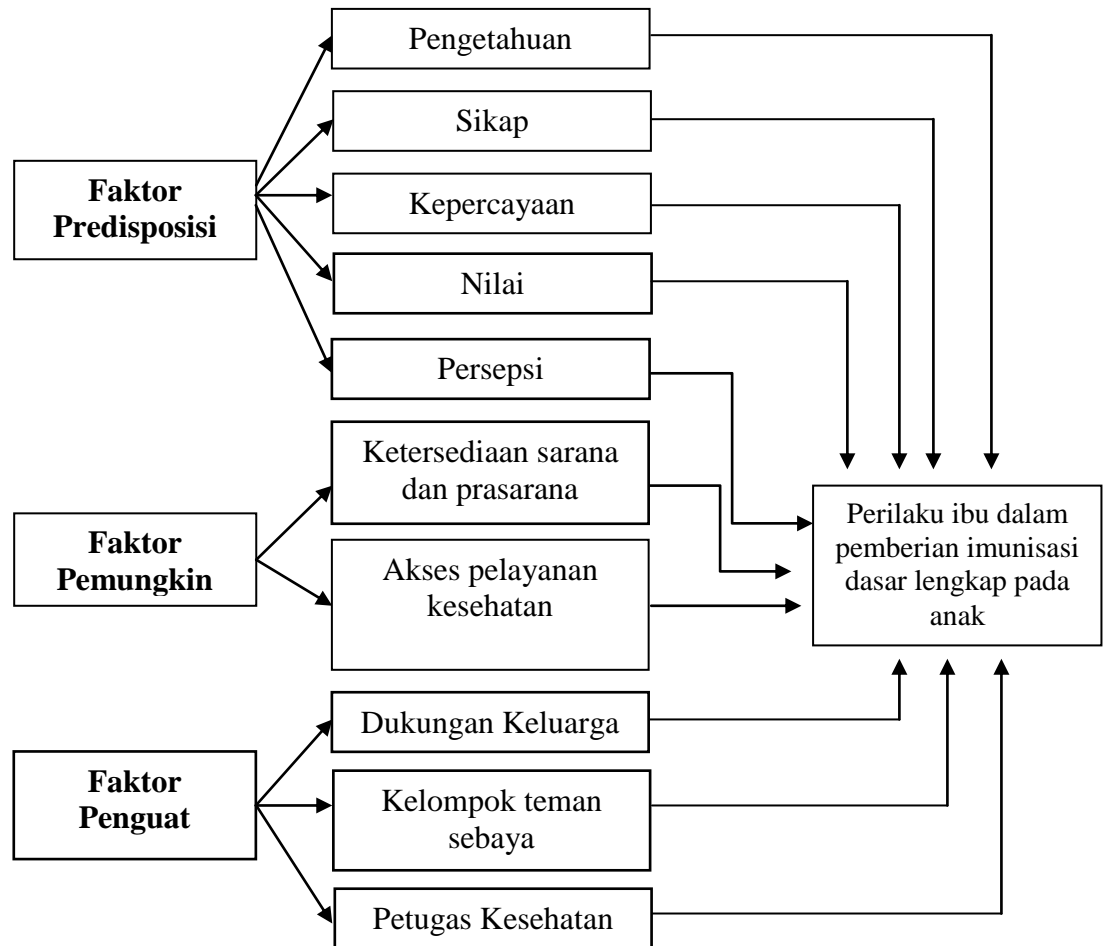 Pengetahuan
Sikap
Faktor
Predisposisi
Kepercayaan
Nilai
Persepsi
Ketersediaan sarana
dan prasarana
Faktor
Pemungkin
Akses pelayanan
kesehatan
Perilaku ibu dalam
pemberian imunisasi
dasar lengkap pada
anak
Dukungan Keluarga
Faktor
Penguat
Kelompok teman
sebaya
Petugas Kesehatan